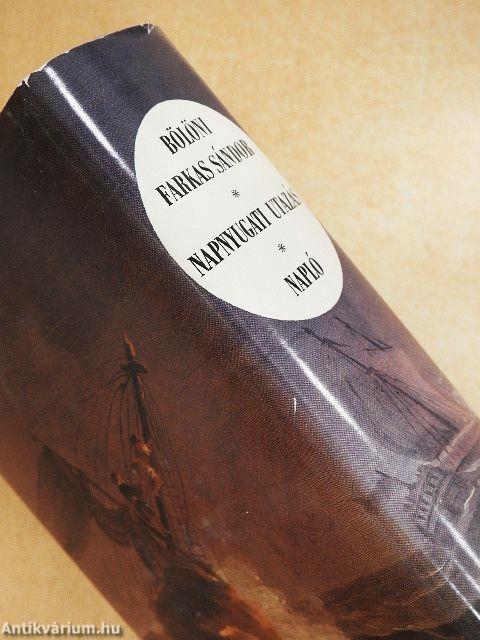 BÖLÖNI
FARKAS SÁNDOR
*
NAPNYUGATI UTAZÁS
*
NAPLÓ
Antikvárium.hu